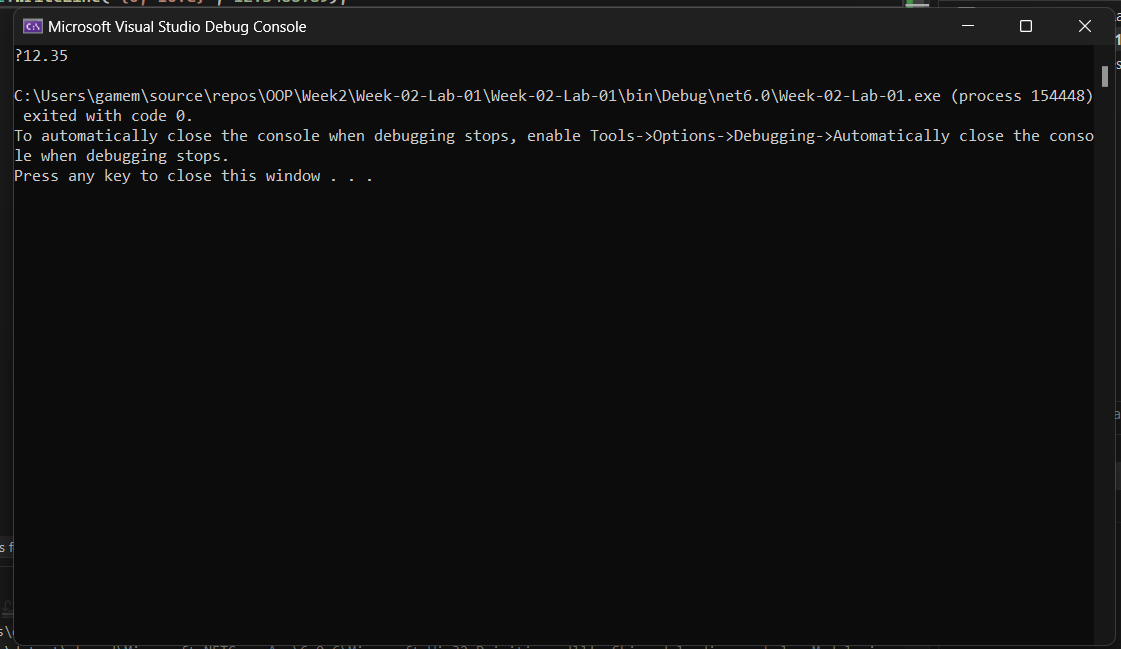 Microsoft Visual Studio Debug Console
?12.35
C:\Users\gamem\source\repos\OOP\Week2\Week-02-Lab-01\Week-02-Lab-01\bin\Debug\net6.0\Week-02-Lab-01.exe (process 154448)
exited with code 0.
To automatically close the console when debugging stops, enable Tools->Options->Debugging->Automatically close the conso
le when debugging stops.
Press any key to close this window . . .